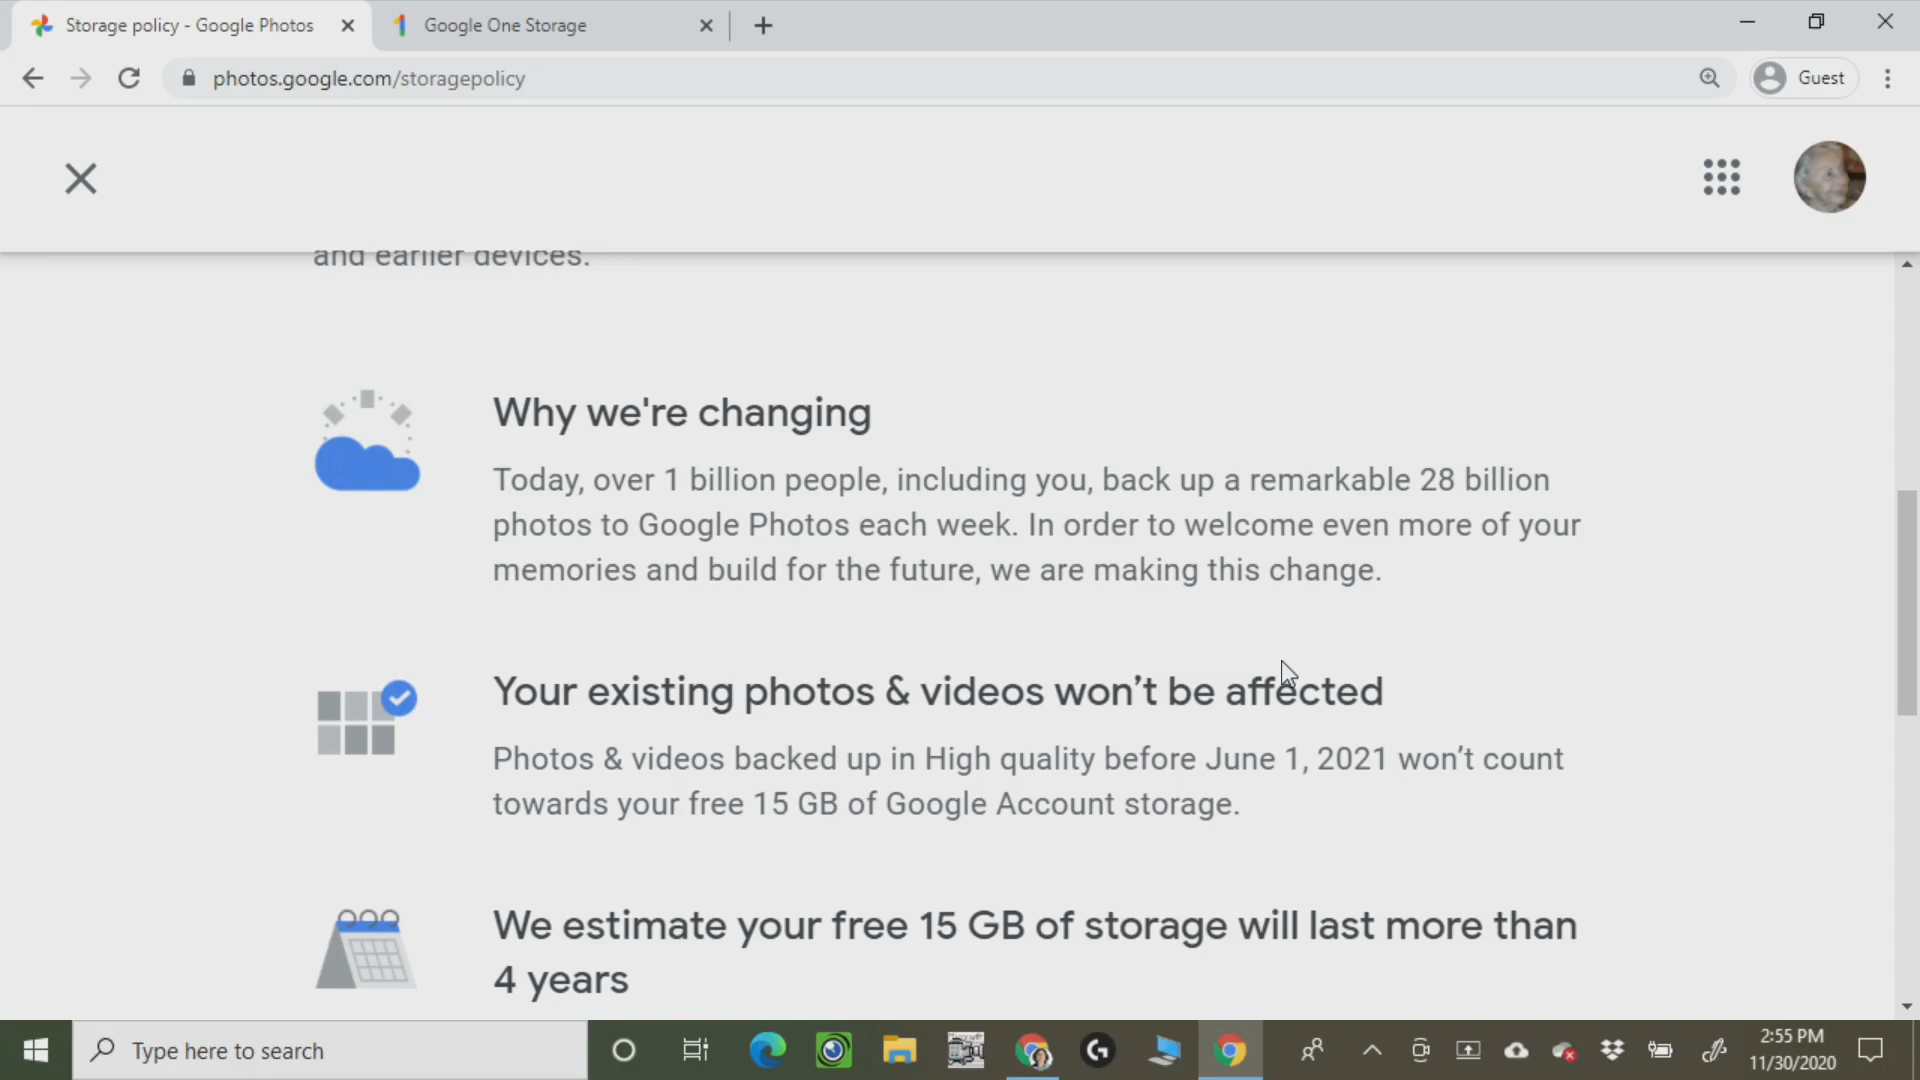 Storage policy - Google Photos
Google One Storage
photos.google.com/storagepolicy
Guest
and earlier devices.
Why we're changing
Today, over 1 billion people, including you, back up a remarkable 28 billion
photos to Google Photos each week. In order to welcome even more of your
memories and build for the future, we are making this change.
Your existing photos & videos won’t be affected
Photos & videos backed up in High quality before June 1, 2021 won’t count
towards your free 15 GB of Google Account storage.
We estimate your free 15 GB of storage will last more than
4 years
Type here to search
2:55 PM
11/30/2020